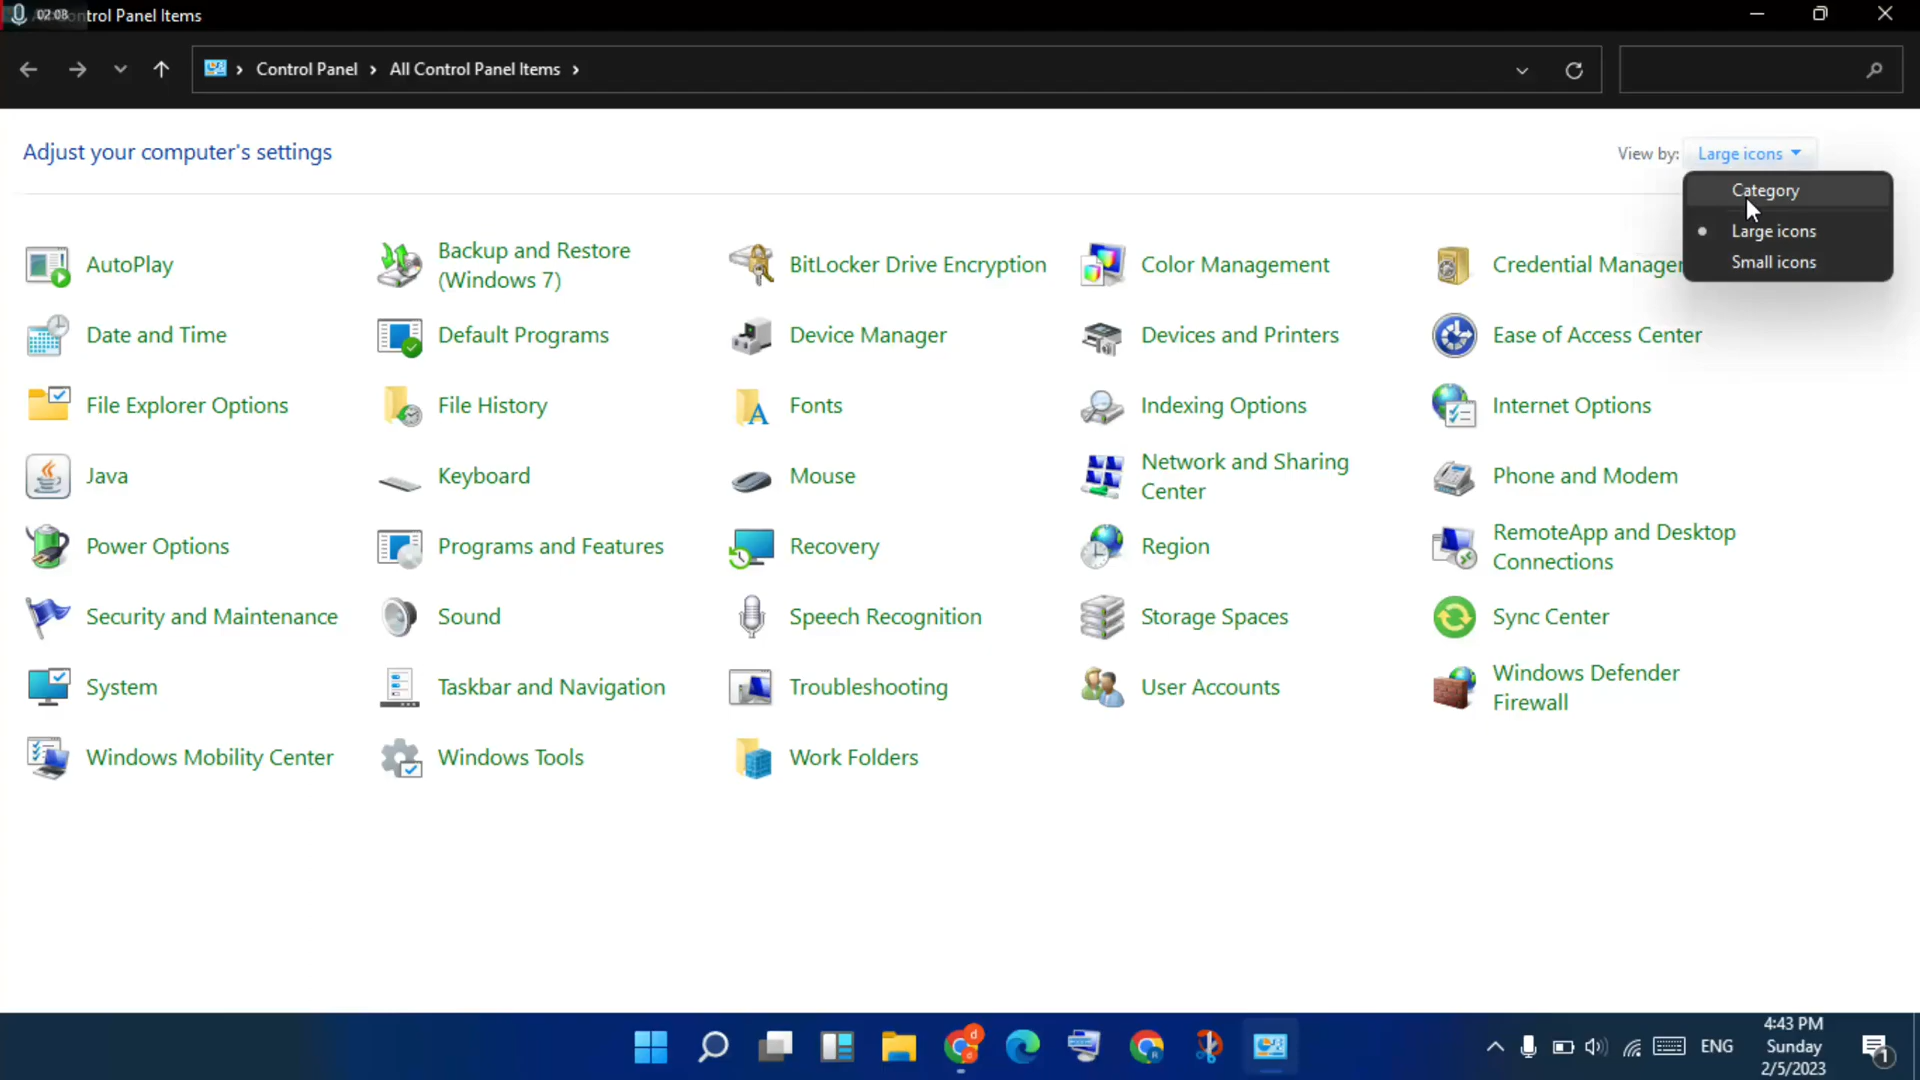 02:08
trol Panel Items
Control Panel
All Control Panel Items
Adjust your computer's settings
View by:
Large icons
Category
Large icons
Small icons
AutoPlay
Backup and Restore
(Windows 7)
BitLocker Drive Encryption
Color Management
Credential Manager
Date and Time
Default Programs
Device Manager
Devices and Printers
Ease of Access Center
File Explorer Options
File History
Fonts
Indexing Options
Internet Options
Java
Keyboard
Mouse
Network and Sharing
Center
Phone and Modem
Power Options
Programs and Features
Recovery
Region
RemoteApp and Desktop
Connections
Security and Maintenance
Sound
Speech Recognition
Storage Spaces
Sync Center
System
Taskbar and Navigation
Troubleshooting
User Accounts
Windows Defender
Firewall
Windows Mobility Center
Windows Tools
Work Folders
ENG
4:43 PM
Sunday
2/5/2023
1